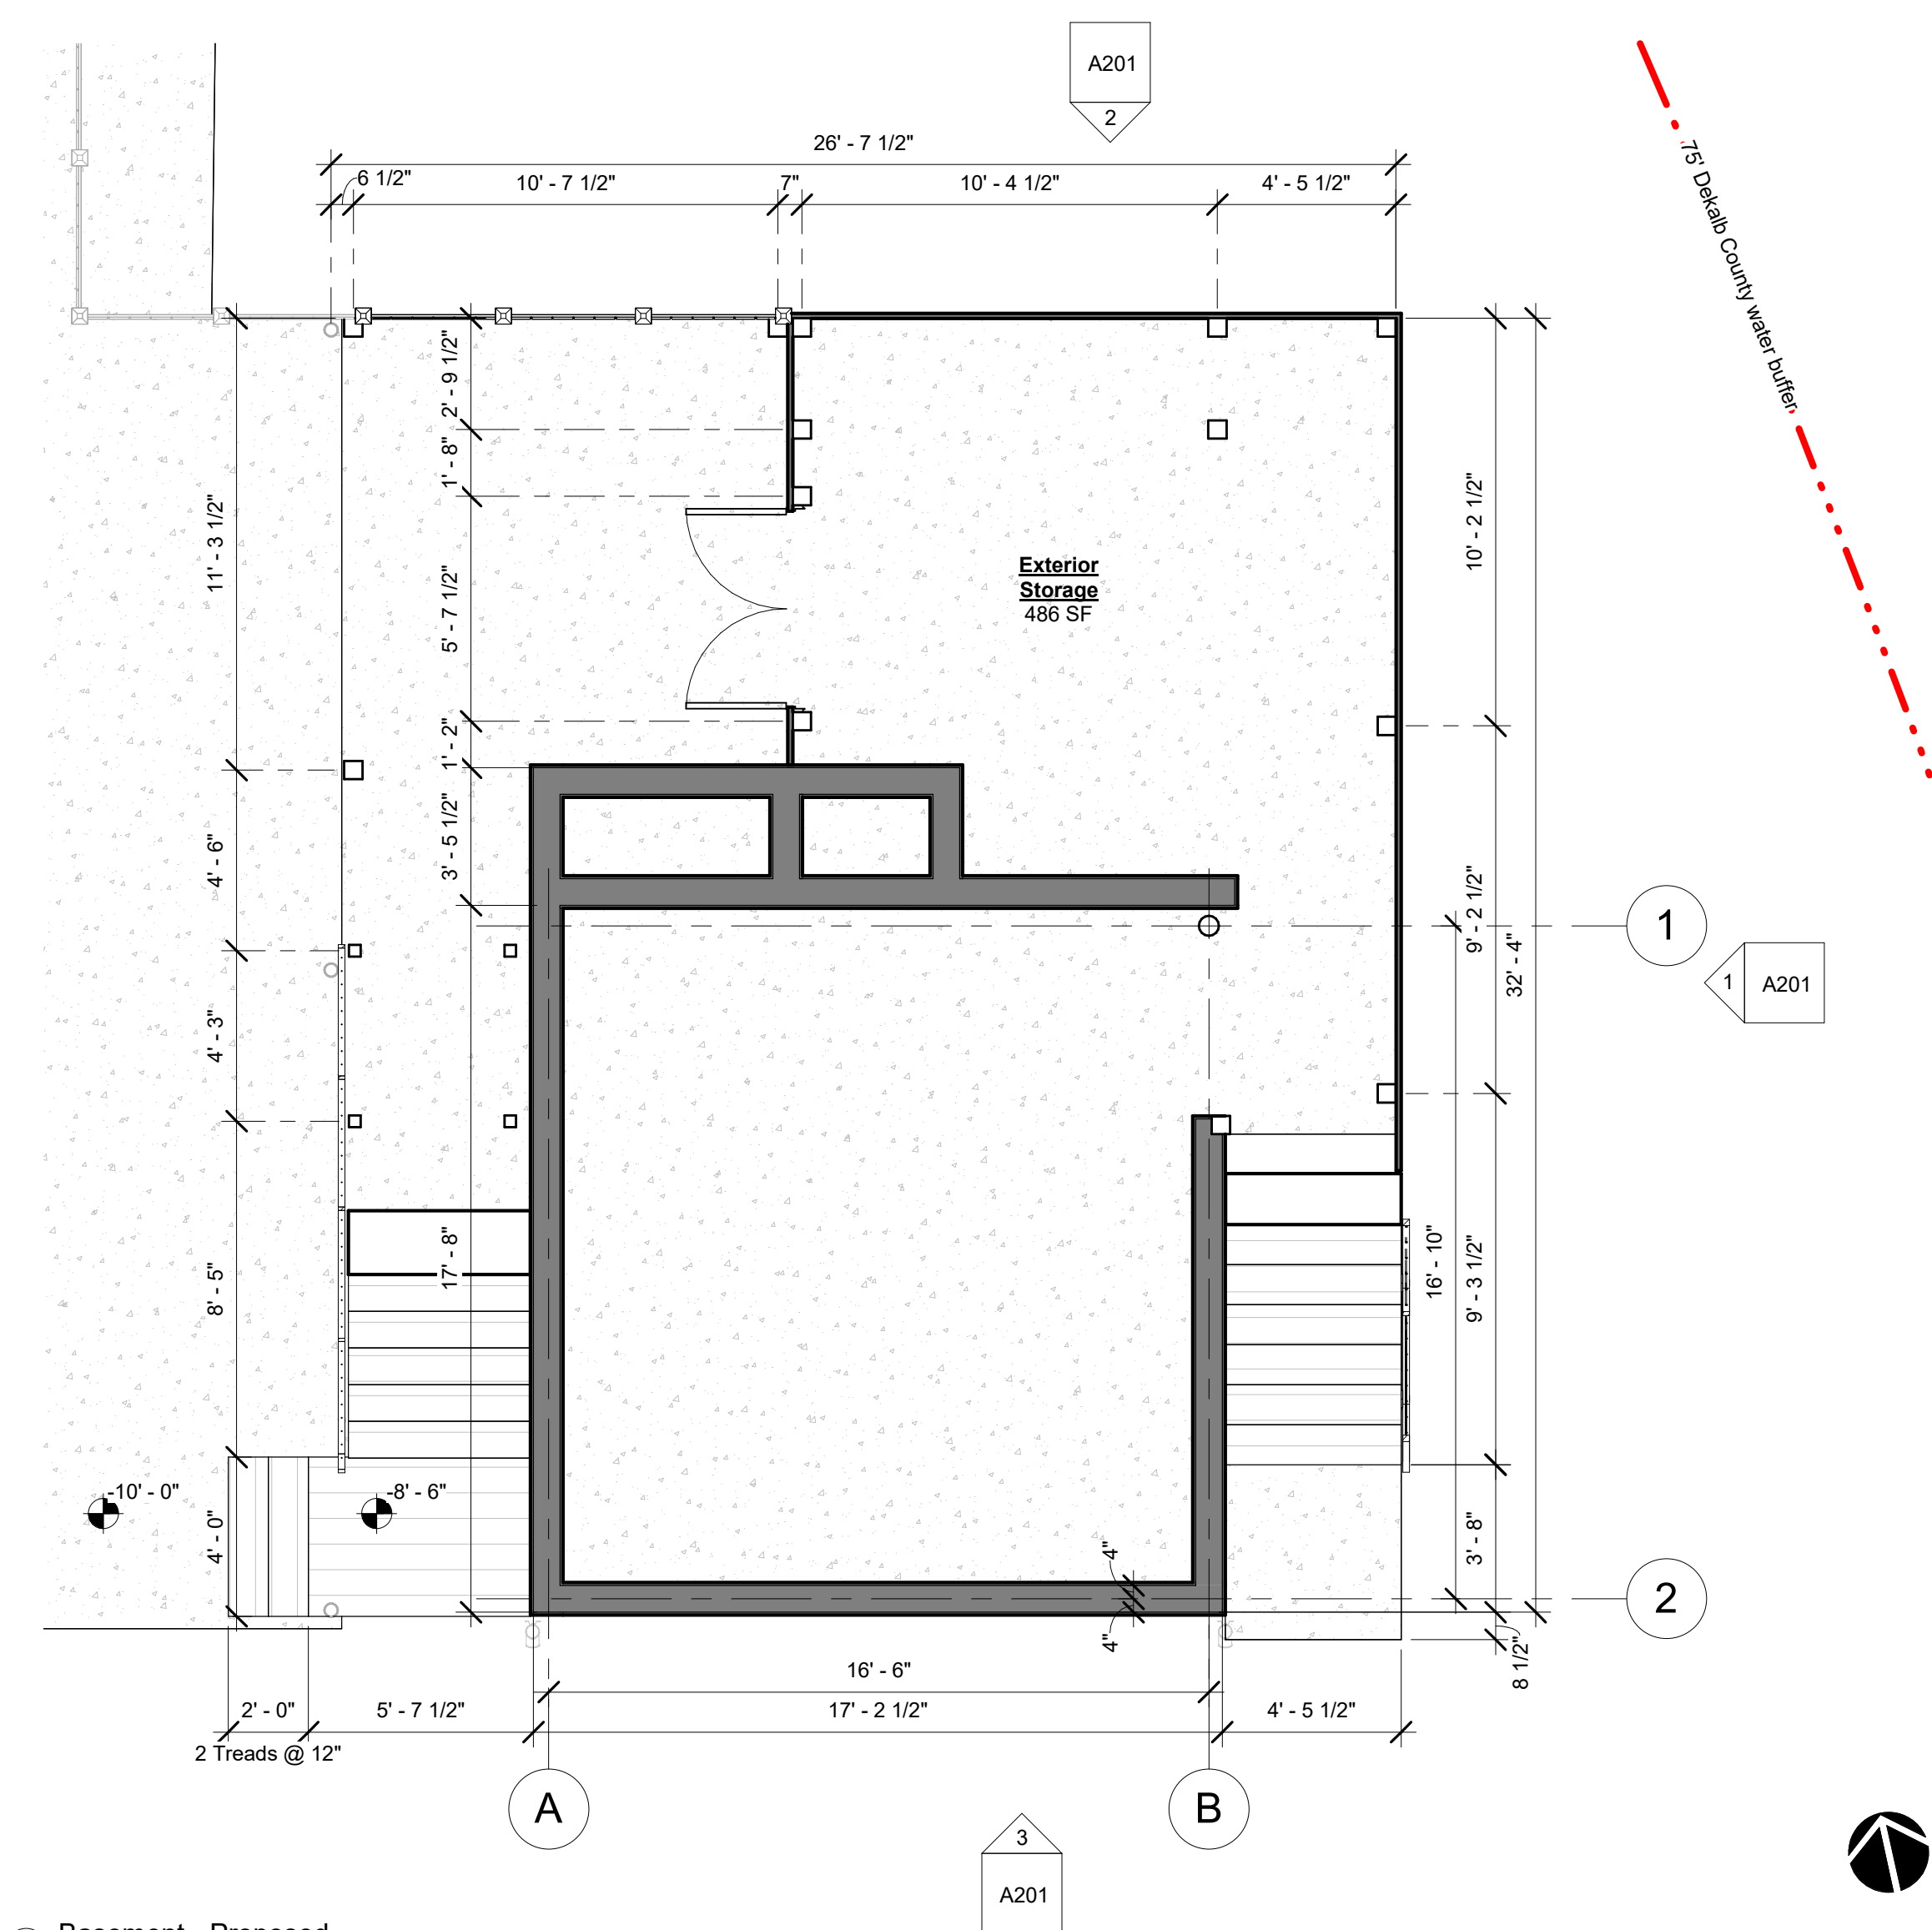 A201
2
26' - 7 1/2"
6 1/2"
10' - 7 1/2"
7"
10' - 4 1/2"
4' - 5 1/2"
75' Dekalb County water buffer
2' - 9 1/2"
1' - 8"
11' - 3 1/2"
10' - 2 1/2"
Exterior
Storage
486 SF
5' - 7 1/2"
1' - 2"
3' - 5 1/2"
4' - 6"
9' - 2 1/2"
32' - 4"
1
1
A201
4' - 3"
8' - 5"
17' - 8"
16' - 10"
9' - 3 1/2"
-10' - 0"
-8' - 6"
4' - 0"
4"
3' - 8"
2
4"
8 1/2"
16' - 6"
2' - 0"
5' - 7 1/2"
17' - 2 1/2"
4' - 5 1/2"
2 Treads @ 12"
A
B
3
A201
Basement - Proposed